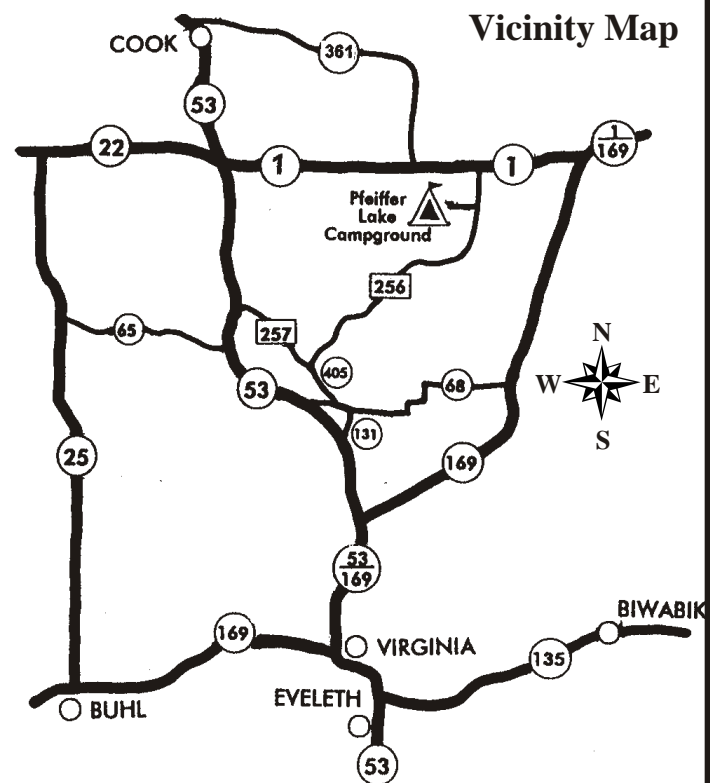 Vicinity Map
COOK
361
53
22
1
1
1
169
Pfeiffer
Lake
Campground
256
257
65
405
53
68
131
25
169
N
W E
S
53
169
BIWABIK
169
VIRGINIA
135
EVELETH
BUHL
53